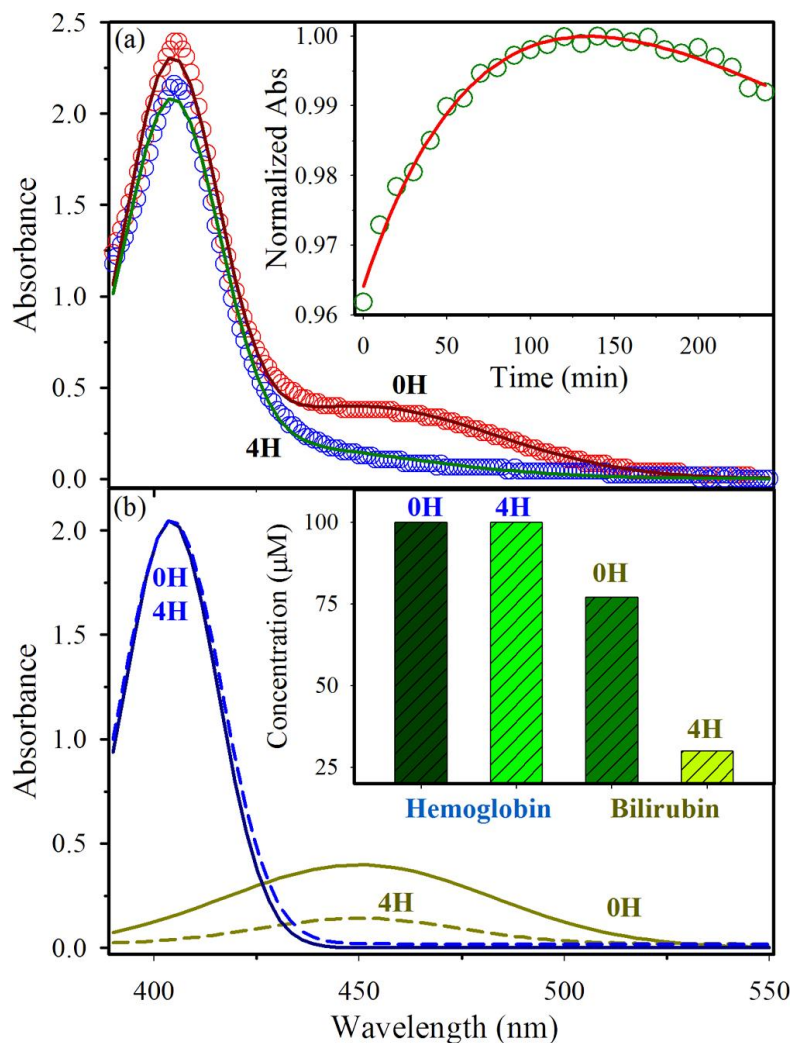 (a)
2.5
2.0
1.5
1.0
0.5
0.0
Absorbance
0H
4H
1.00
0.99
0.98
0.97
0.96
Normalized Abs
0 50 100 150 200
Time (min)
(b)
2.0
1.5
1.0
0.5
0.0
Absorbance
0H
4H
4H
0H
100
75
50
25
Concentration (μM)
0H 4H
0H
4H
Hemoglobin Bilirubin
400 450 500 550
Wavelength (nm)